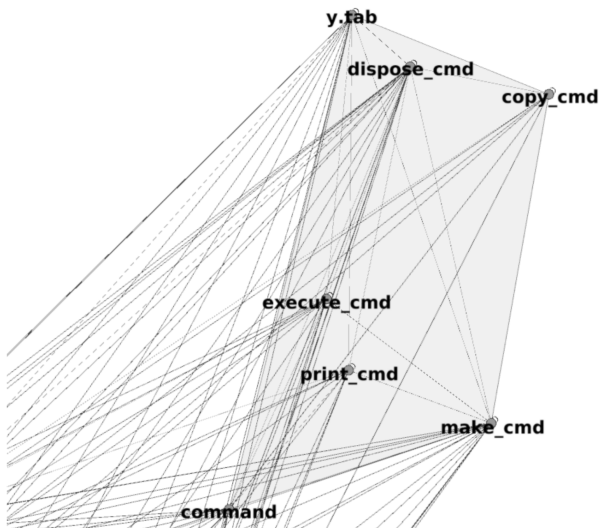 y.tab
dispose_cmd
copy_cmd
execute_cmd
print_cmd
make_cmd
command